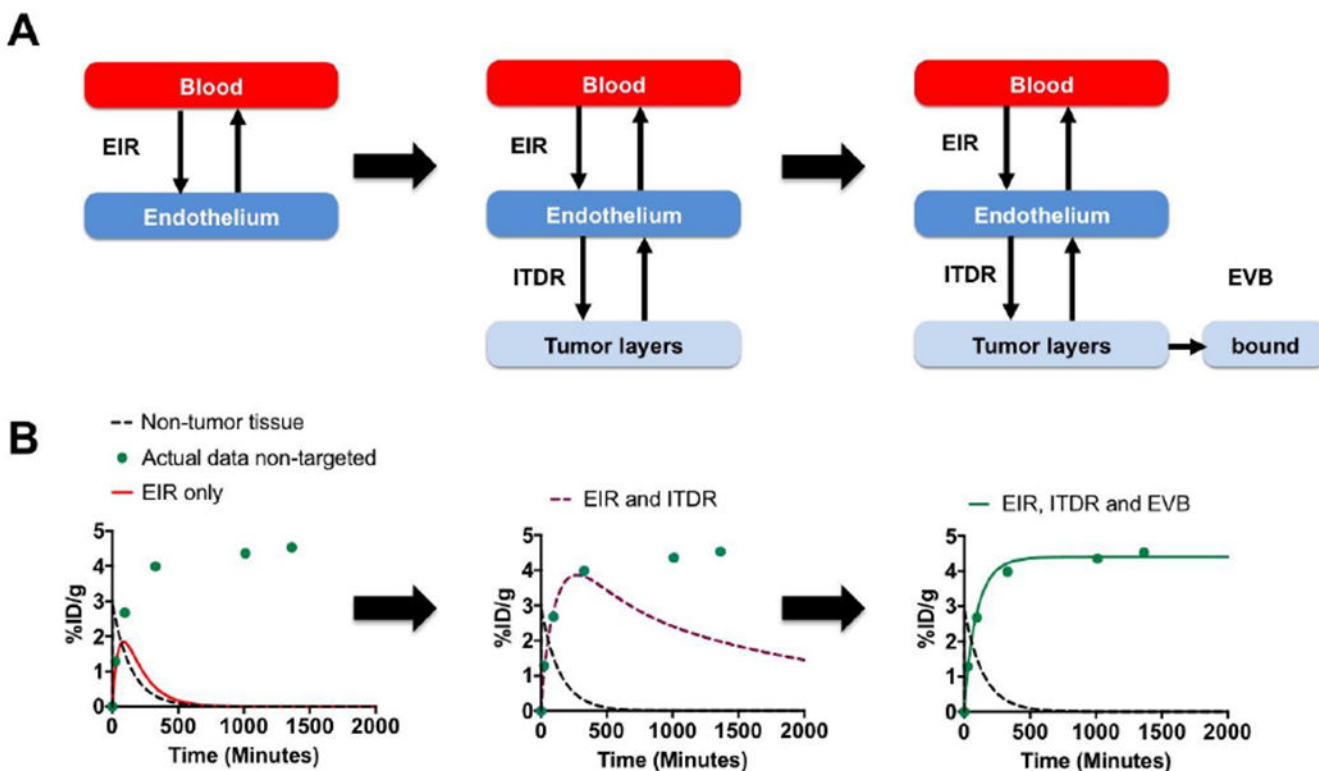 A
Blood Blood Blood
EIR EIR EIR
Endothelium Endothelium Endothelium
ITDR ITDR EVB
Tumor layers Tumor layers bound
B
Non-tumor tissue
Actual data non-targeted
EIR only
EIR and ITDR
EIR, ITDR and EVB
%ID/g
5
4
3
2
1
0
0 500 1000 1500 2000
Time (Minutes)
%ID/g
5
4
3
2
1
0
0 500 1000 1500 2000
Time (Minutes)
%ID/g
5
4
3
2
1
0
0 500 1000 1500 2000
Time (Minutes)